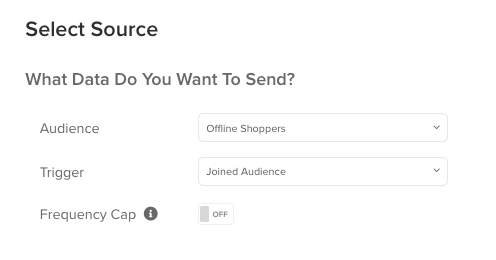 Select Source
What Data Do You Want To Send?
Audience
Offline Shoppers
Trigger
Joined Audience
Frequency Cap i
OFF